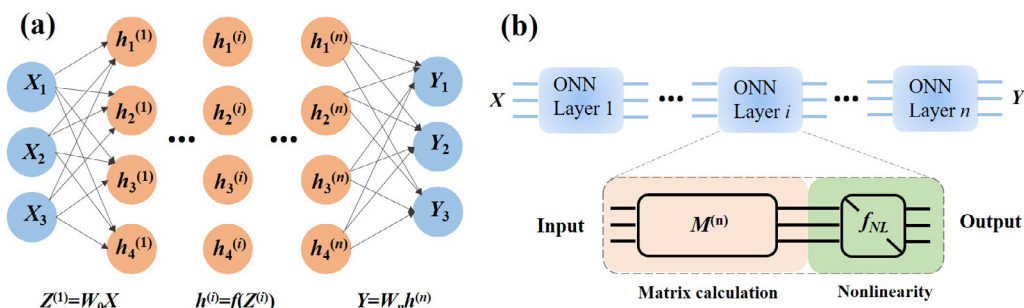 (a)
X₁
X₂
X₃
h₁⁽¹⁾
h₂⁽¹⁾
h₃⁽¹⁾
h₄⁽¹⁾
•••
h₁⁽ⁱ⁾
h₂⁽ⁱ⁾
h₃⁽ⁱ⁾
h₄⁽ⁱ⁾
•••
h₁⁽ⁿ⁾
h₂⁽ⁿ⁾
h₃⁽ⁿ⁾
h₄⁽ⁿ⁾
Y₁
Y₂
Y₃
Z⁽¹⁾=W₀X
h⁽ⁱ⁾=f(Z⁽ⁱ⁾)
Y=Wₙh⁽ⁿ⁾
(b)
X
ONN
Layer 1
•••
ONN
Layer i
•••
ONN
Layer n
Y
Input
M⁽ⁿ⁾
f_NL
Output
Matrix calculation
Nonlinearity